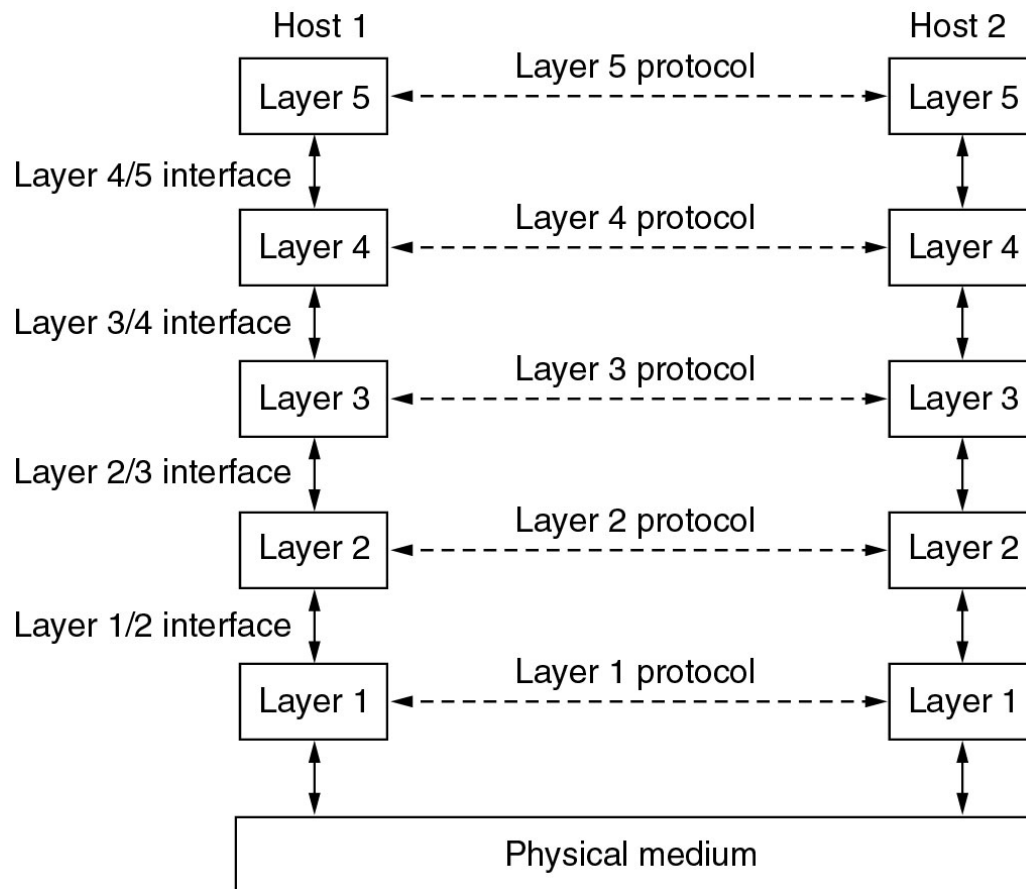 Host 1
Host 2
Layer 5 protocol
Layer 5
Layer 5
Layer 4/5 interface
Layer 4 protocol
Layer 4
Layer 4
Layer 3/4 interface
Layer 3 protocol
Layer 3
Layer 3
Layer 2/3 interface
Layer 2 protocol
Layer 2
Layer 2
Layer 1/2 interface
Layer 1 protocol
Layer 1
Layer 1
Physical medium